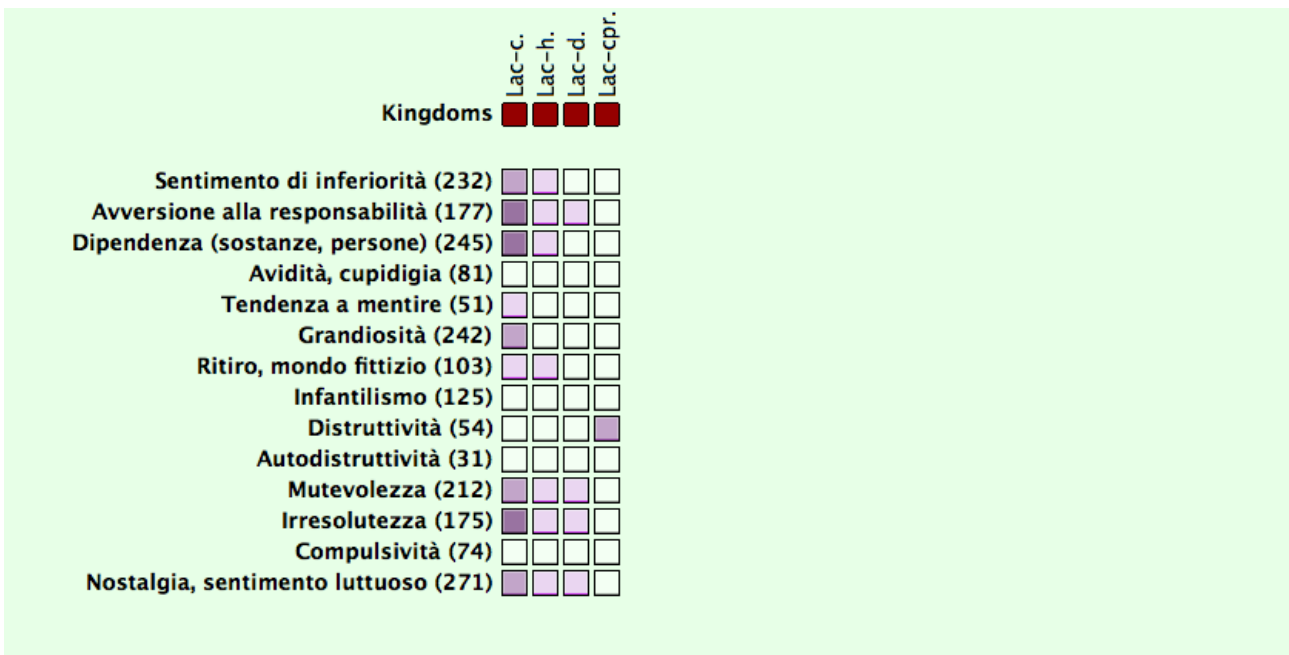 Lac-c.
Lac-h.
Lac-d.
Lac-cpr.
Kingdoms
Sentimento di inferiorità (232)
Avversione alla responsabilità (177)
Dipendenza (sostanze, persone) (245)
Avidità, cupidigia (81)
Tendenza a mentire (51)
Grandiosità (242)
Ritiro, mondo fittizio (103)
Infantilismo (125)
Distruttività (54)
Autodistruttività (31)
Mutevolezza (212)
Irresolutezza (175)
Compulsività (74)
Nostalgia, sentimento luttuoso (271)